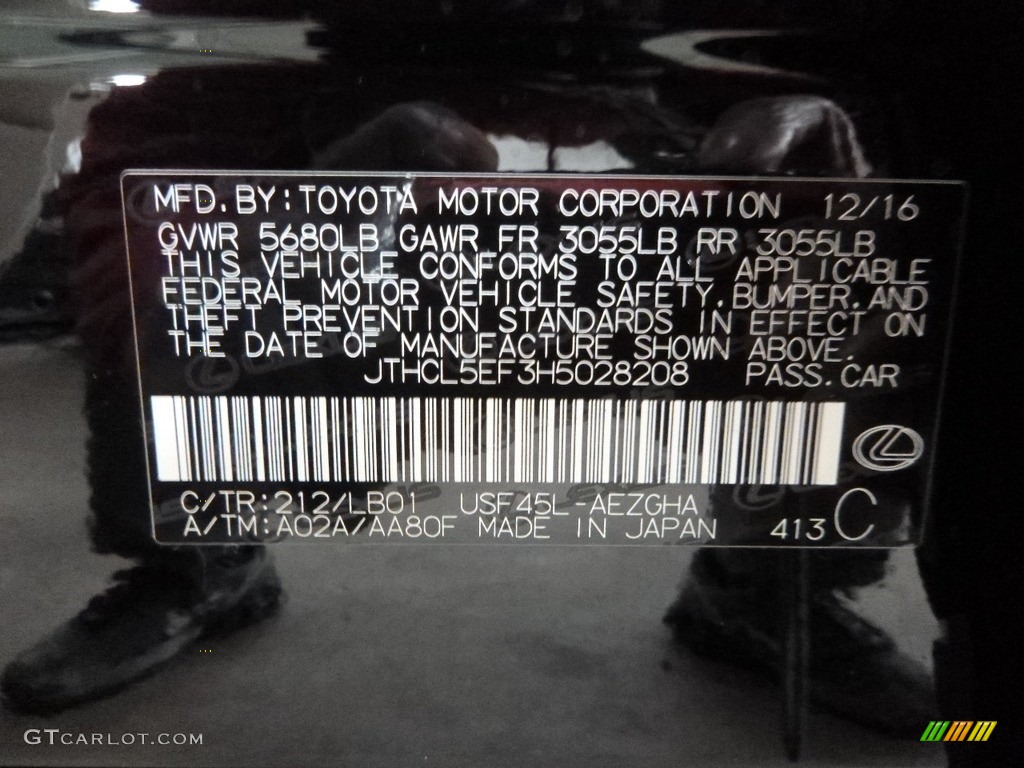 MFD.BY:TOYOTA MOTOR CORPORATION 12/16
GVWR 5680LB GAWR FR 3055LB RR 3055LB
THIS VEHICLE CONFORMS TO ALL APPLICABLE
FEDERAL MOTOR VEHICLE SAFETY,BUMPER,AND
THEFT PREVENTION STANDARDS IN EFFECT ON
THE DATE OF MANUFACTURE SHOWN ABOVE.
JTHCL5EF3H5028208 PASS.CAR
C/TR:212/LB01 USF45L-AEZGHA
A/TM:A02A/AA80F MADE IN JAPAN 413 C
GTCARLOT.COM